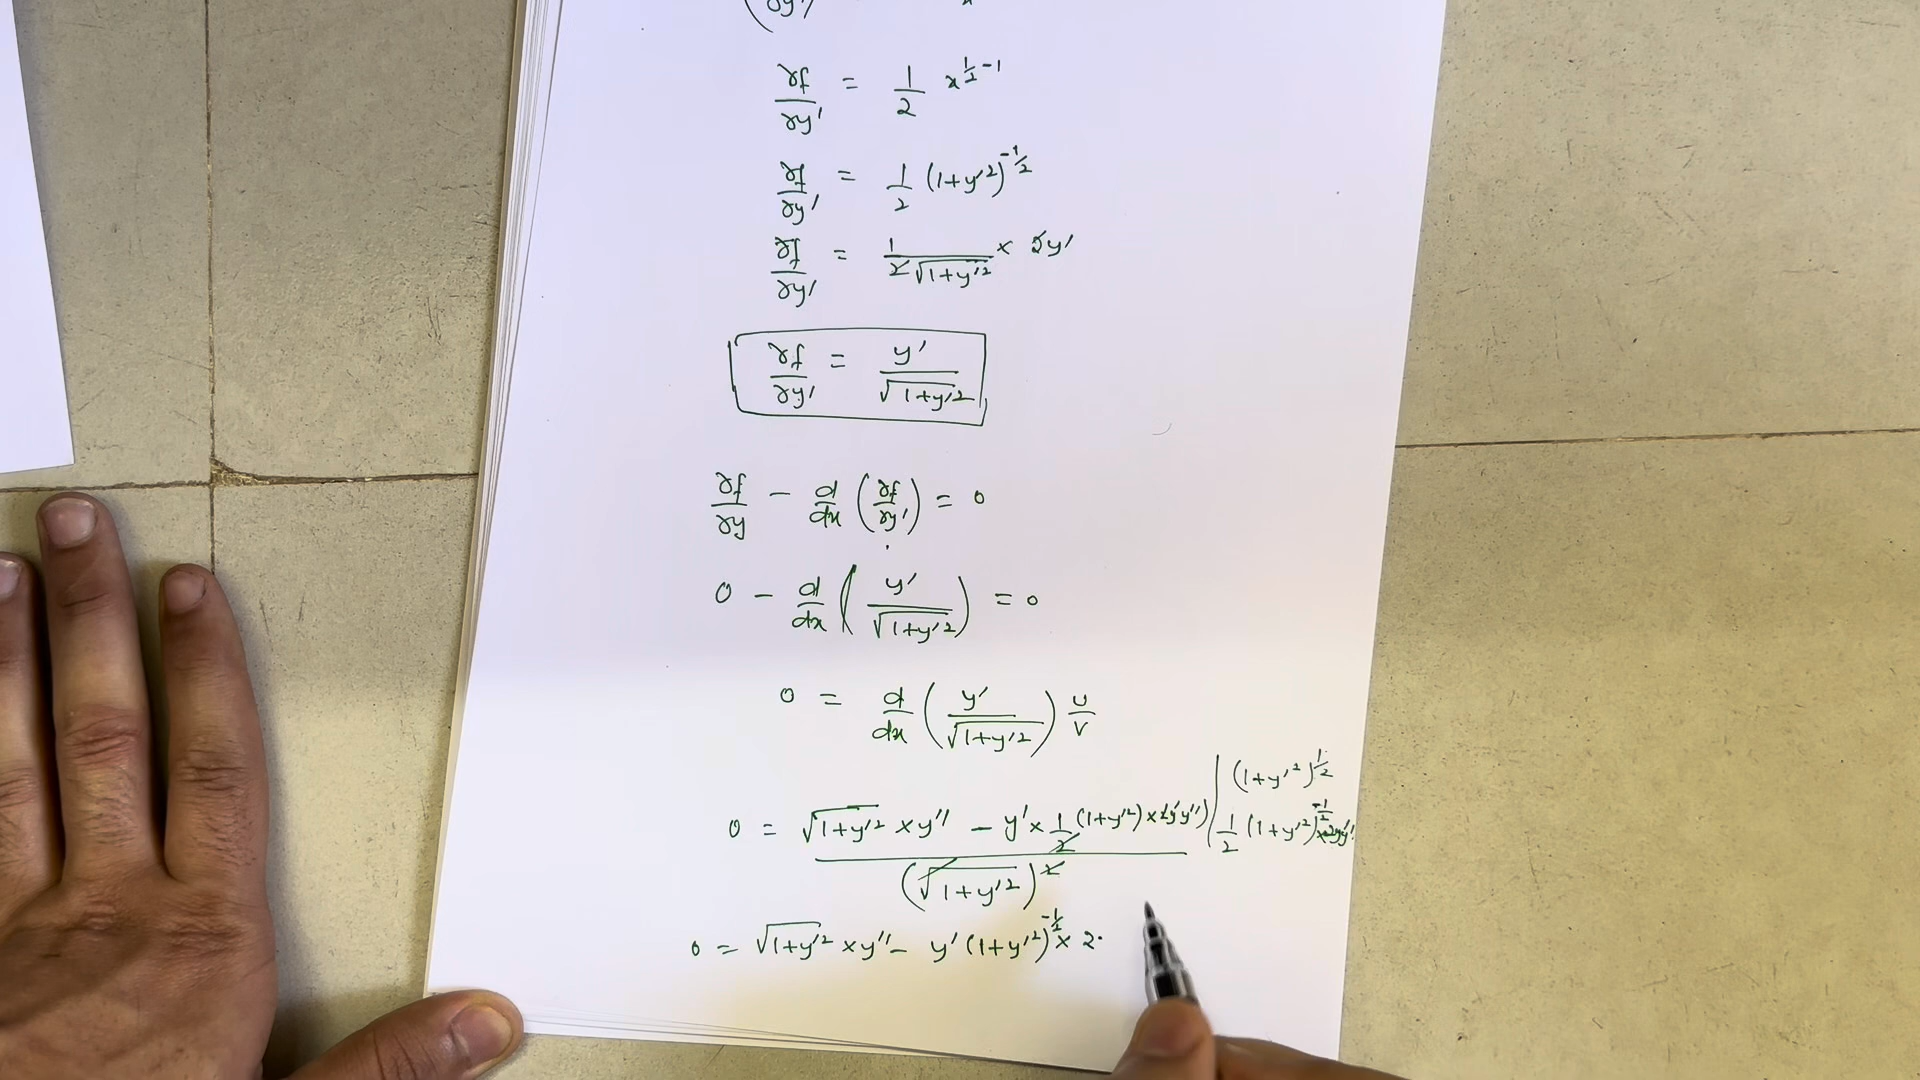 ∂f/∂y' = 1/2 x^(1/2 - 1)
∂f/∂y' = 1/2 (1+y'^2)^(-1/2)
∂f/∂y' = 1/(2√(1+y'^2)) × 2y'
∂f/∂y' = y'/√(1+y'^2)
∂f/∂y - d/dx (∂f/∂y') = 0
0 - d/dx (y'/√(1+y'^2)) = 0
0 = d/dx (y'/√(1+y'^2)) u/v
(1+y'^2)^(1/2)
0 = (√(1+y'^2) × y'' - y' × 1/2 (1+y'^2) × 2y'y'')/(√(1+y'^2))^2
1/2 (1+y'^2)^(-1/2) × 2y'y''
0 = √(1+y'^2) × y'' - y' (1+y'^2)^(-1/2) × 2